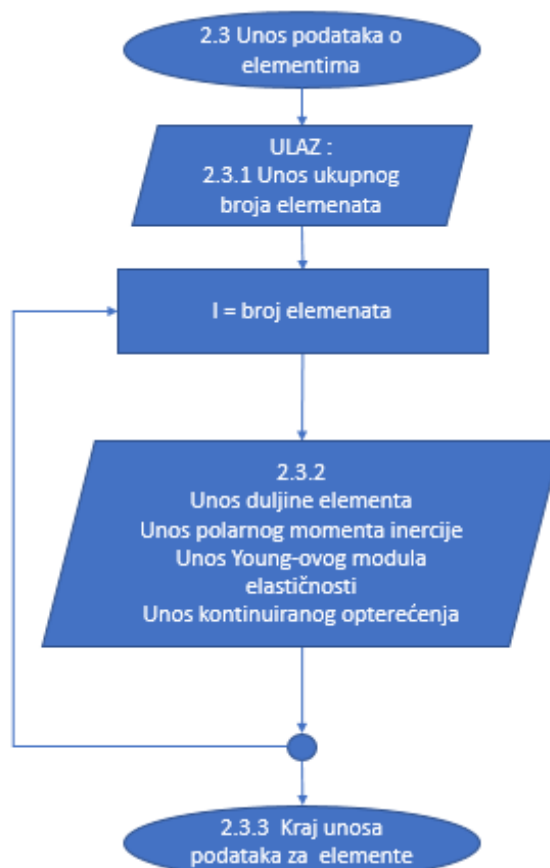 2.3 Unos podataka o
elementima
ULAZ :
2.3.1 Unos ukupnog
broja elemenata
I = broj elemenata
2.3.2
Unos duljine elementa
Unos polarnog momenta inercije
Unos Young-ovog modula
elastičnosti
Unos kontinuiranog opterećenja
2.3.3 Kraj unosa
podataka za elemente